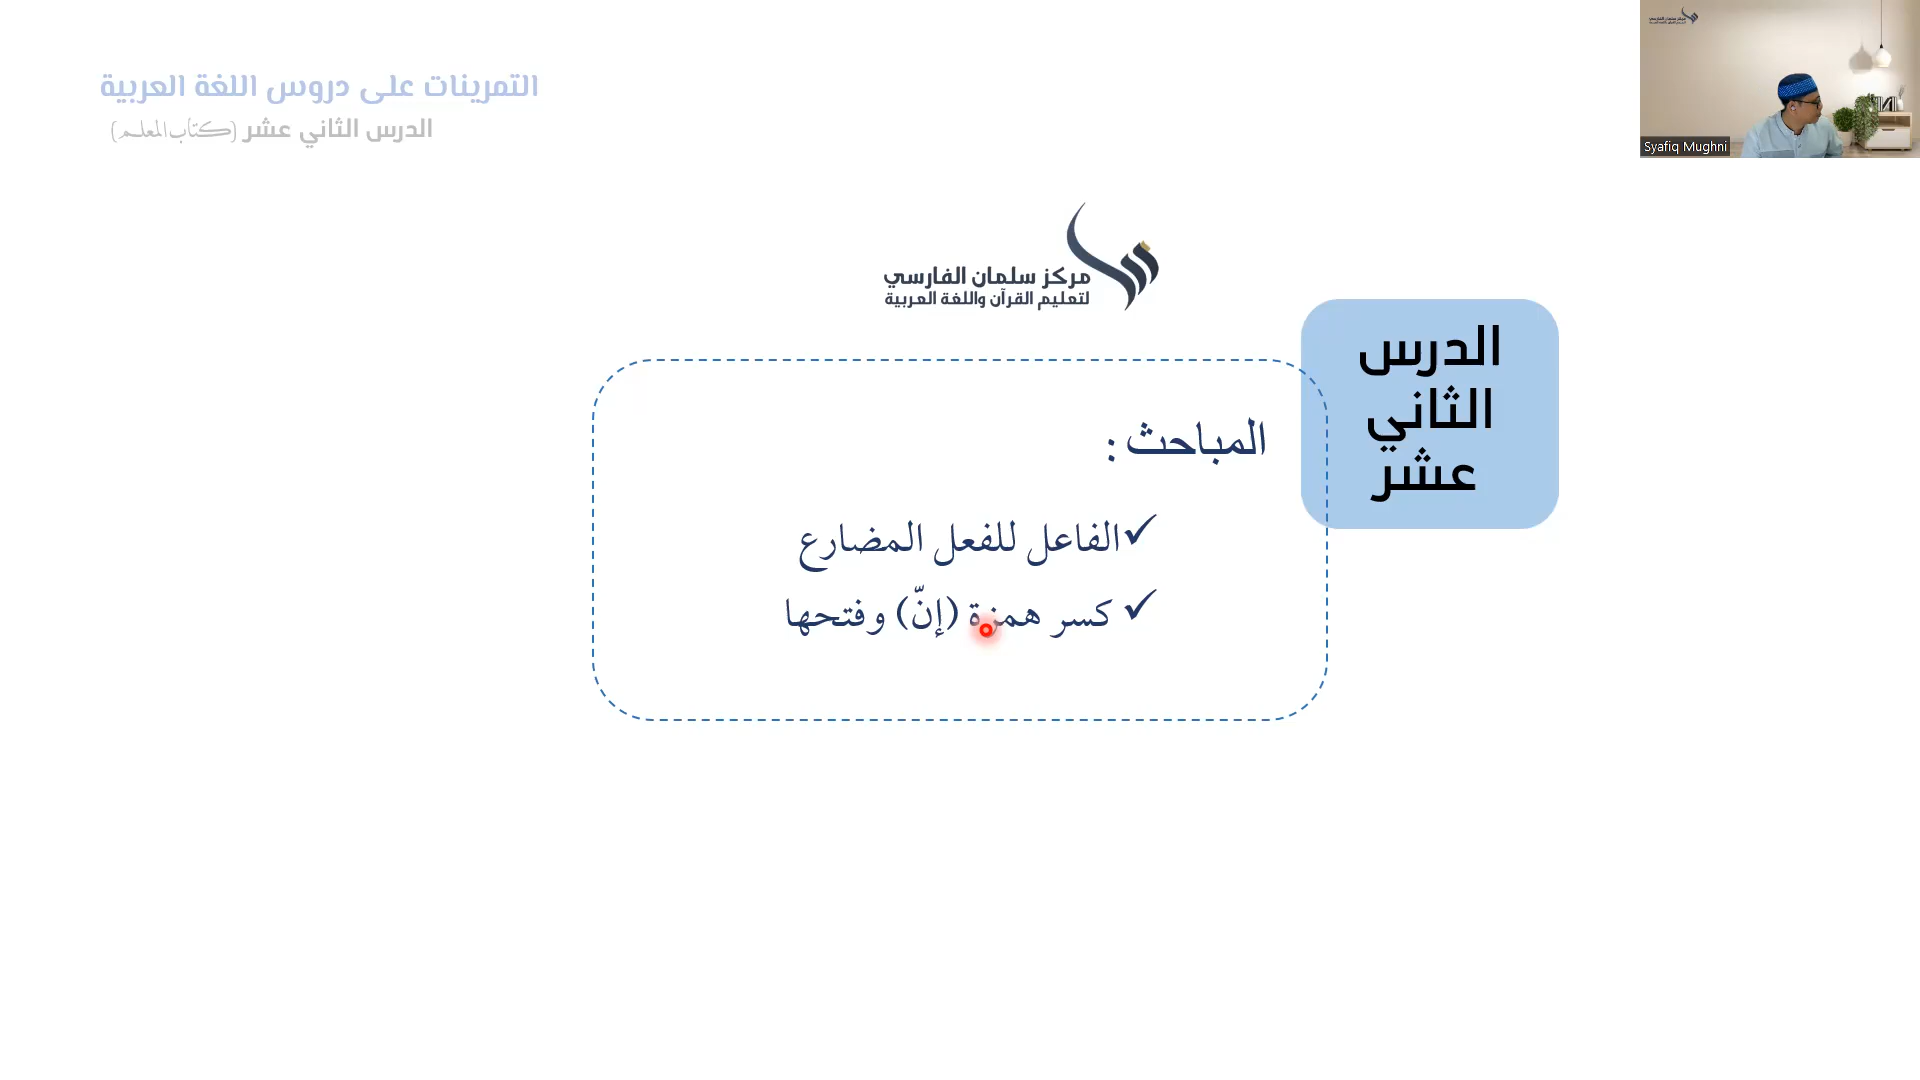 التمرينات على دروس اللغة العربية
الدرس الثاني عشر (كتاب المعلم)
Syafiq Mughni
مركز سلمان الفارسي
لتعليم القرآن واللغة العربية
الدرس
الثاني
عشر
المباحث :
✓الفاعل للفعل المضارع
✓ كسر همزة (إنّ) وفتحها